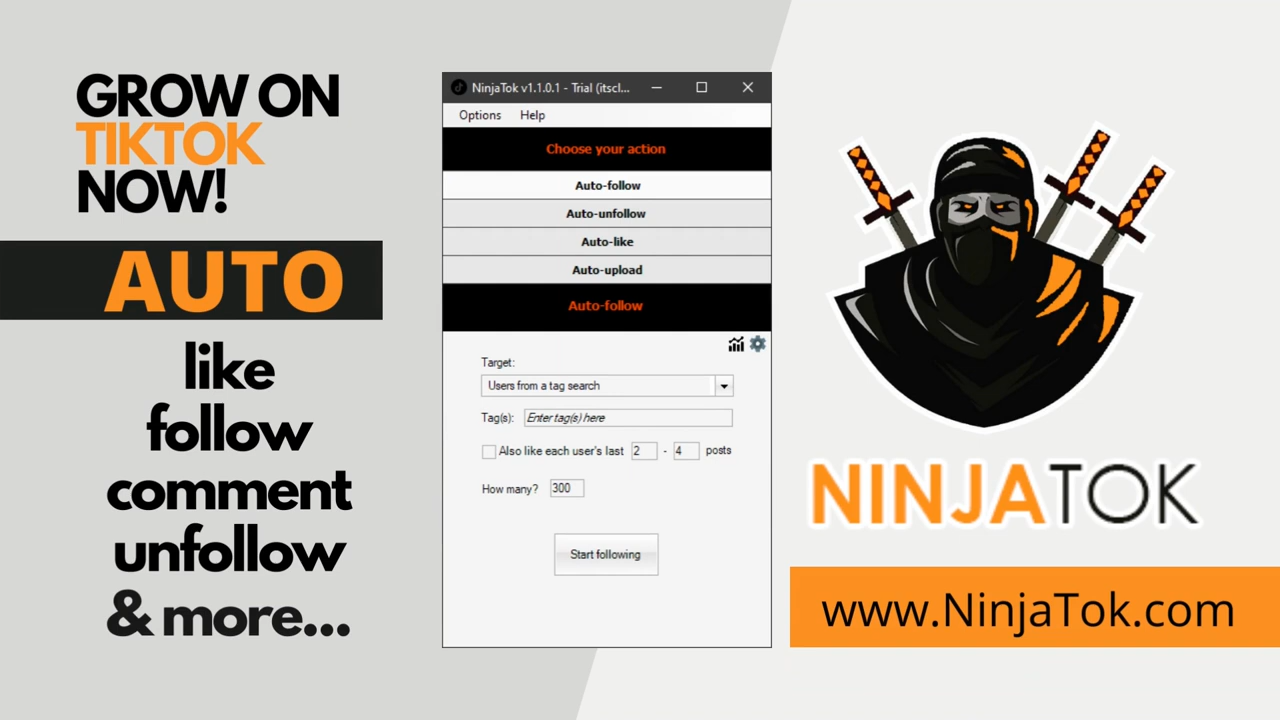 GROW ON
TIKTOK
NOW!
AUTO
like
follow
comment
unfollow
& more...
NinjaTok v1.1.0.1 - Trial (itscl...
Options Help
Choose your action
Auto-follow
Auto-unfollow
Auto-like
Auto-upload
Auto-follow
Target:
Users from a tag search
Tag(s): Enter tag(s) here
Also like each user's last 2 - 4 posts
How many? 300
Start following
NINJATOK
www.NinjaTok.com